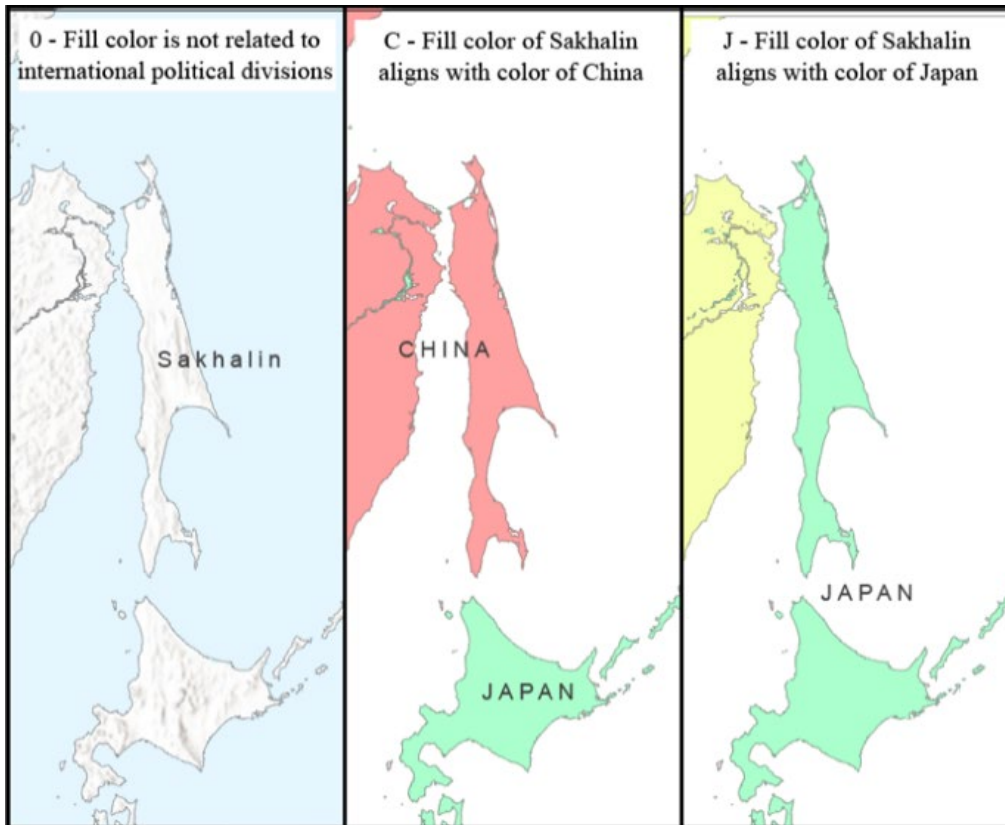 0 - Fill color is not related to
international political divisions
C - Fill color of Sakhalin
aligns with color of China
J - Fill color of Sakhalin
aligns with color of Japan
Sakhalin
CHINA
JAPAN
JAPAN